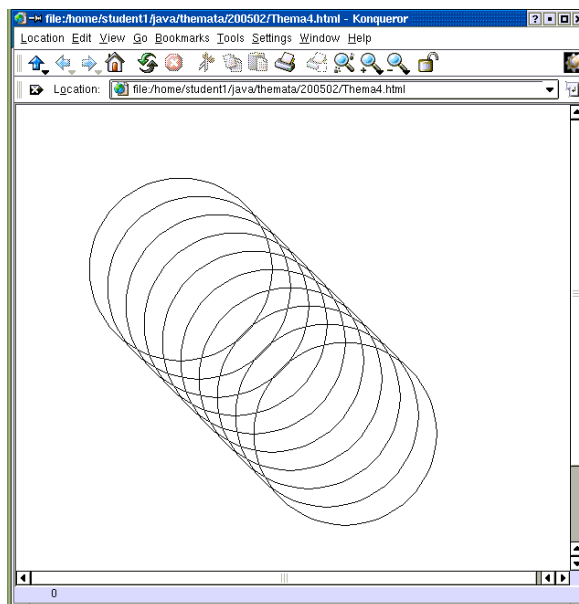 file:/home/student1/java/themata/200502/Thema4.html - Konqueror
Location Edit View Go Bookmarks Tools Settings Window Help
Location: file:/home/student1/java/themata/200502/Thema4.html
0